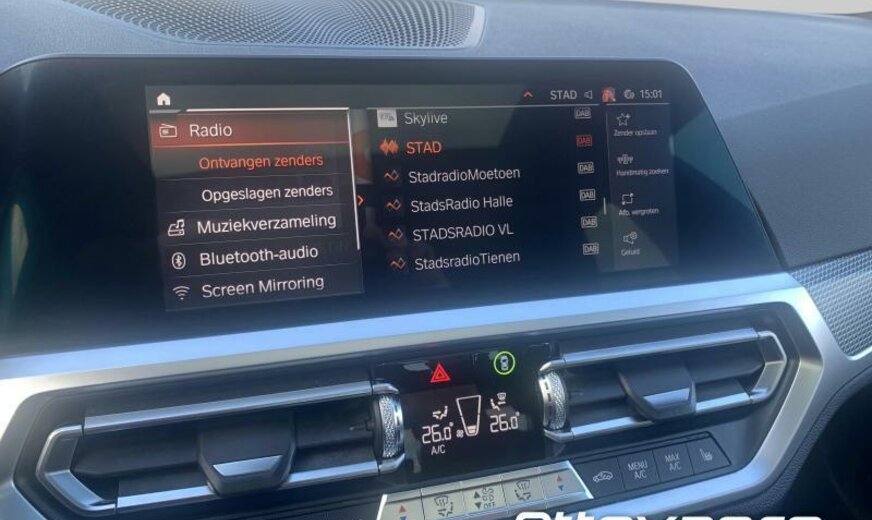 STAD 15:01
Radio
Ontvangen zenders
Opgeslagen zenders
Muziekverzameling
Bluetooth-audio
Screen Mirroring
Skylive DAB
STAD DAB
StadradioMoetoen DAB
StadsRadio Halle DAB
STADSRADIO VL DAB
StadsradioTienen DAB
Zender opslaan
Handmatig zoeken
Afb. vergroten
Geluid
26.0° 26.0°
A/C
MENU A/C
MAX A/C